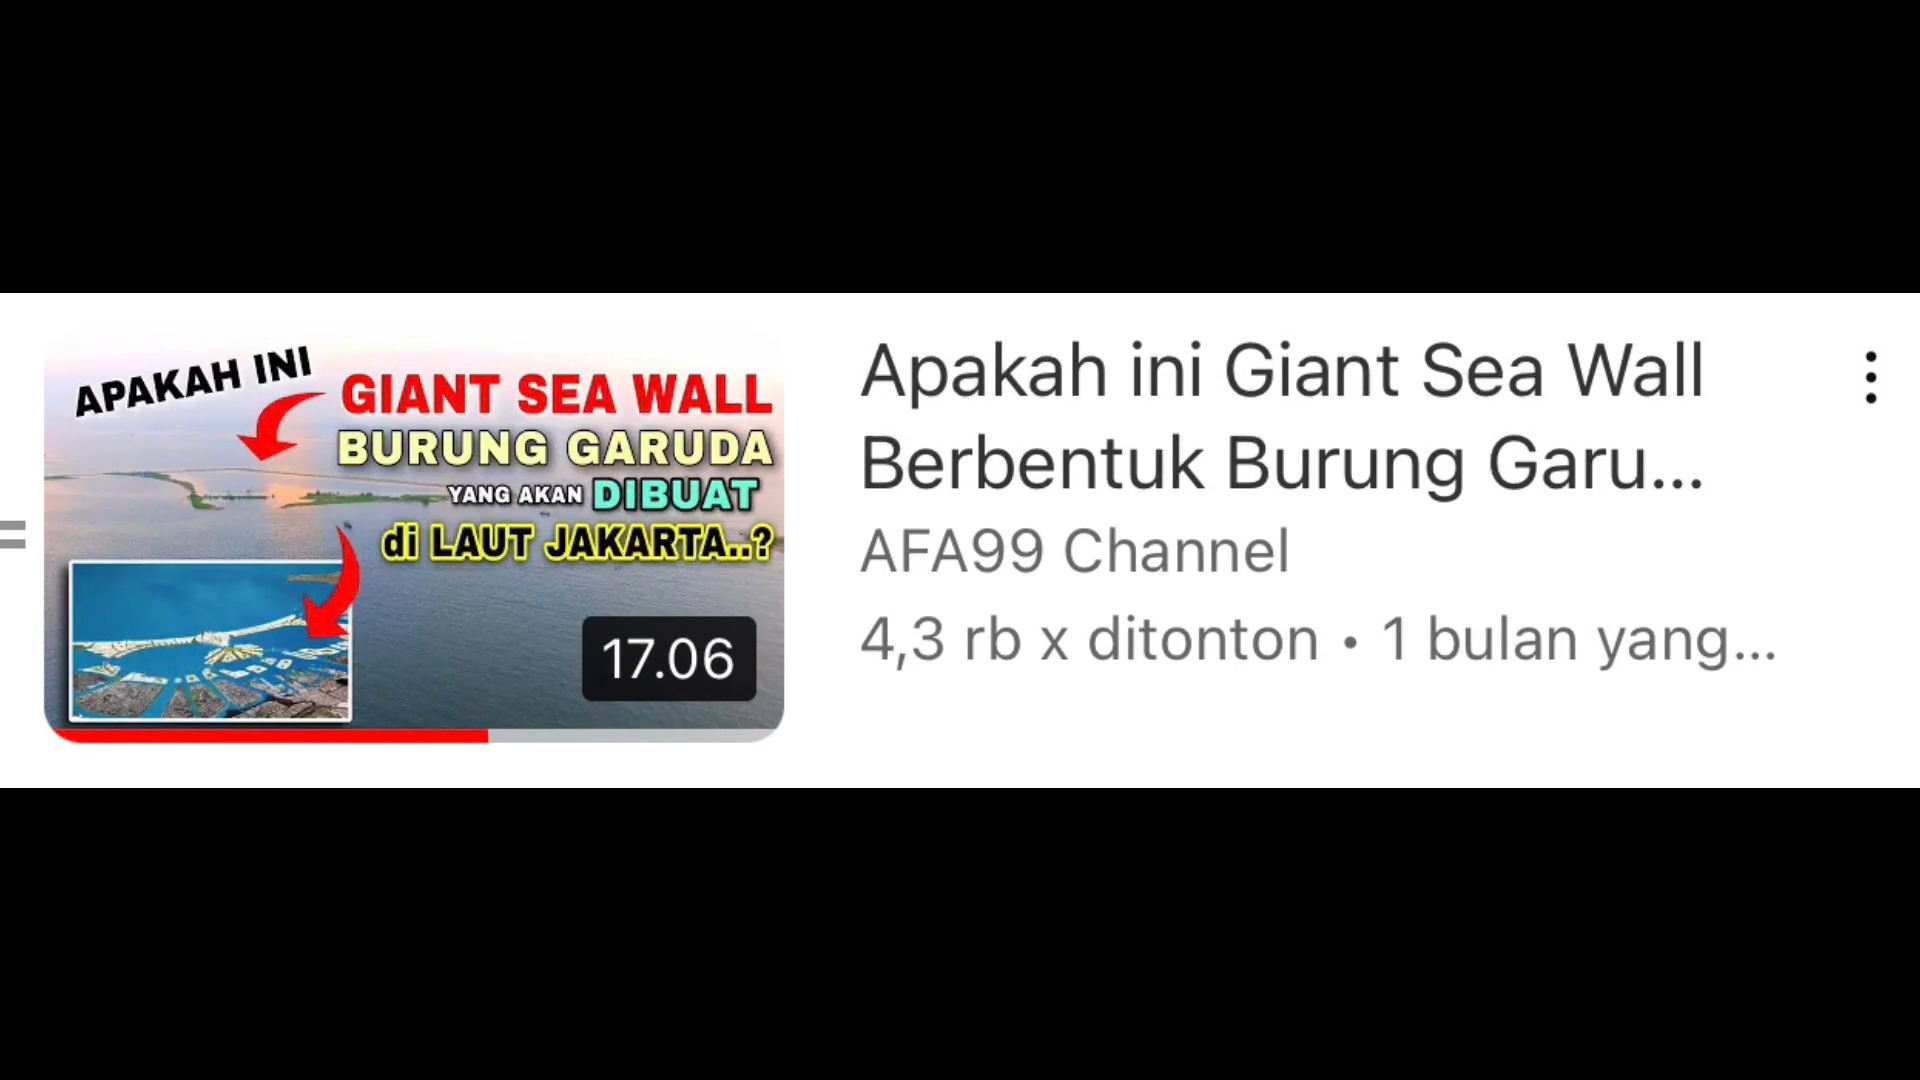 APAKAH INI
GIANT SEA WALL
BURUNG GARUDA
YANG AKAN DIBUAT
di LAUT JAKARTA..?
17.06
Apakah ini Giant Sea Wall
Berbentuk Burung Garu...
AFA99 Channel
4,3 rb x ditonton • 1 bulan yang...